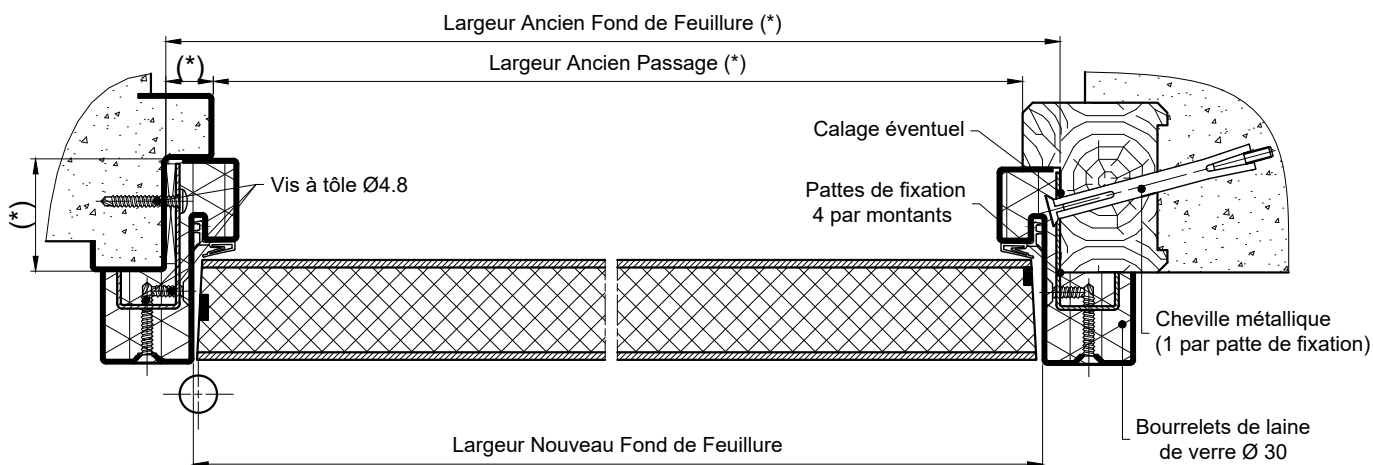 Largeur Ancien Fond de Feuillure (*)
(*)
Largeur Ancien Passage (*)
Calage éventuel
Vis à tôle Ø4.8
Pattes de fixation
4 par montants
(*)
Cheville métallique
(1 par patte de fixation)
Bourrelets de laine
de verre Ø 30
Largeur Nouveau Fond de Feuillure